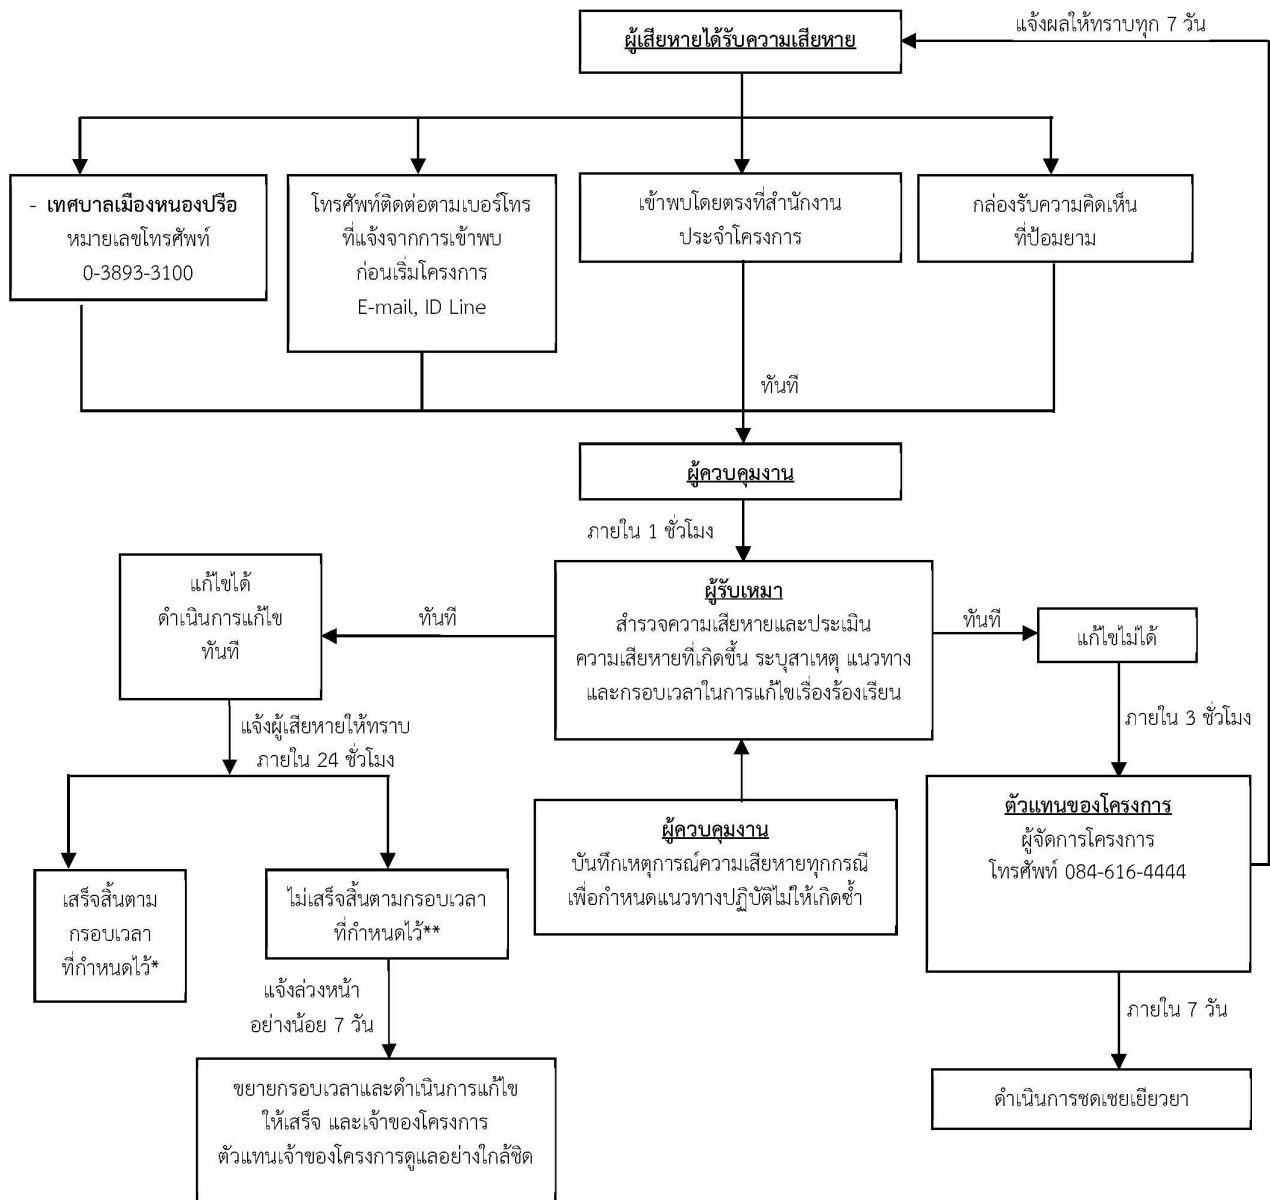 ผู้เสียหายได้รับความเสียหาย
แจ้งผลให้ทราบทุก 7 วัน
- เทศบาลเมืองหนองปรือ
หมายเลขโทรศัพท์
0-3893-3100
โทรศัพท์ติดต่อตามเบอร์โทร
ที่แจ้งจากการเข้าพบ
ก่อนเริ่มโครงการ
E-mail, ID Line
เข้าพบโดยตรงที่สำนักงาน
ประจำโครงการ
กล่องรับความคิดเห็น
ที่ป้อมยาม
ทันที
ผู้ควบคุมงาน
ภายใน 1 ชั่วโมง
แก้ไขได้
ดำเนินการแก้ไข
ทันที
ทันที
ผู้รับเหมา
สำรวจความเสียหายและประเมิน
ความเสียหายที่เกิดขึ้น ระบุสาเหตุ แนวทาง
และกรอบเวลาในการแก้ไขเรื่องร้องเรียน
ทันที
แก้ไขไม่ได้
แจ้งผู้เสียหายให้ทราบ
ภายใน 24 ชั่วโมง
ภายใน 3 ชั่วโมง
ผู้ควบคุมงาน
บันทึกเหตุการณ์ความเสียหายทุกกรณี
เพื่อกำหนดแนวทางปฏิบัติไม่ให้เกิดซ้ำ
ตัวแทนของโครงการ
ผู้จัดการโครงการ
โทรศัพท์ 084-616-4444
เสร็จสิ้นตาม
กรอบเวลา
ที่กำหนดไว้*
ไม่เสร็จสิ้นตามกรอบเวลา
ที่กำหนดไว้**
แจ้งล่วงหน้า
อย่างน้อย 7 วัน
ภายใน 7 วัน
ขยายกรอบเวลาและดำเนินการแก้ไข
ให้เสร็จ และเจ้าของโครงการ
ตัวแทนเจ้าของโครงการดูแลอย่างใกล้ชิด
ดำเนินการชดเชยเยียวยา